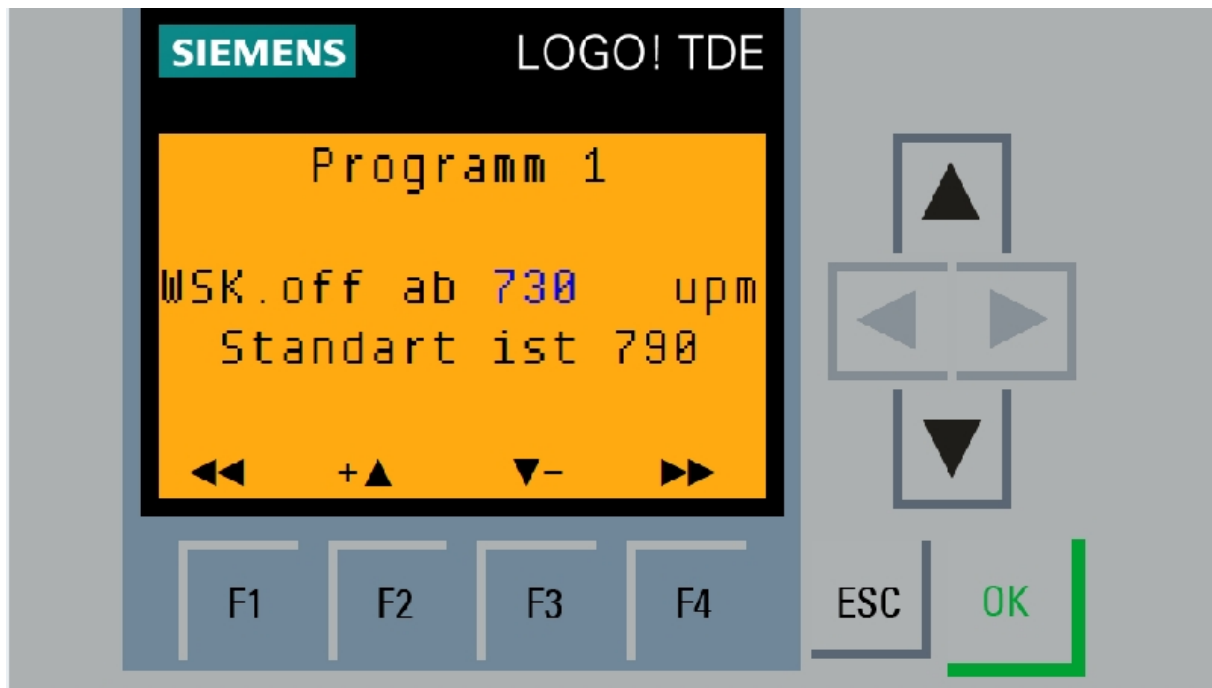 SIEMENS LOGO! TDE
Programm 1
WSK.off ab 730 upm
Standart ist 790
◀◀ +▲ ▼- ▶▶
F1 F2 F3 F4 ESC OK